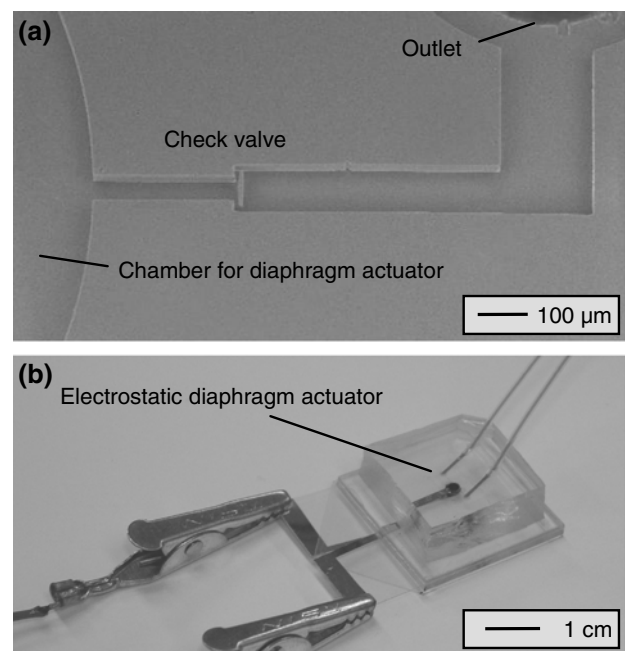 (a)
Outlet
Check valve
Chamber for diaphragm actuator
100 µm
(b)
Electrostatic diaphragm actuator
1 cm